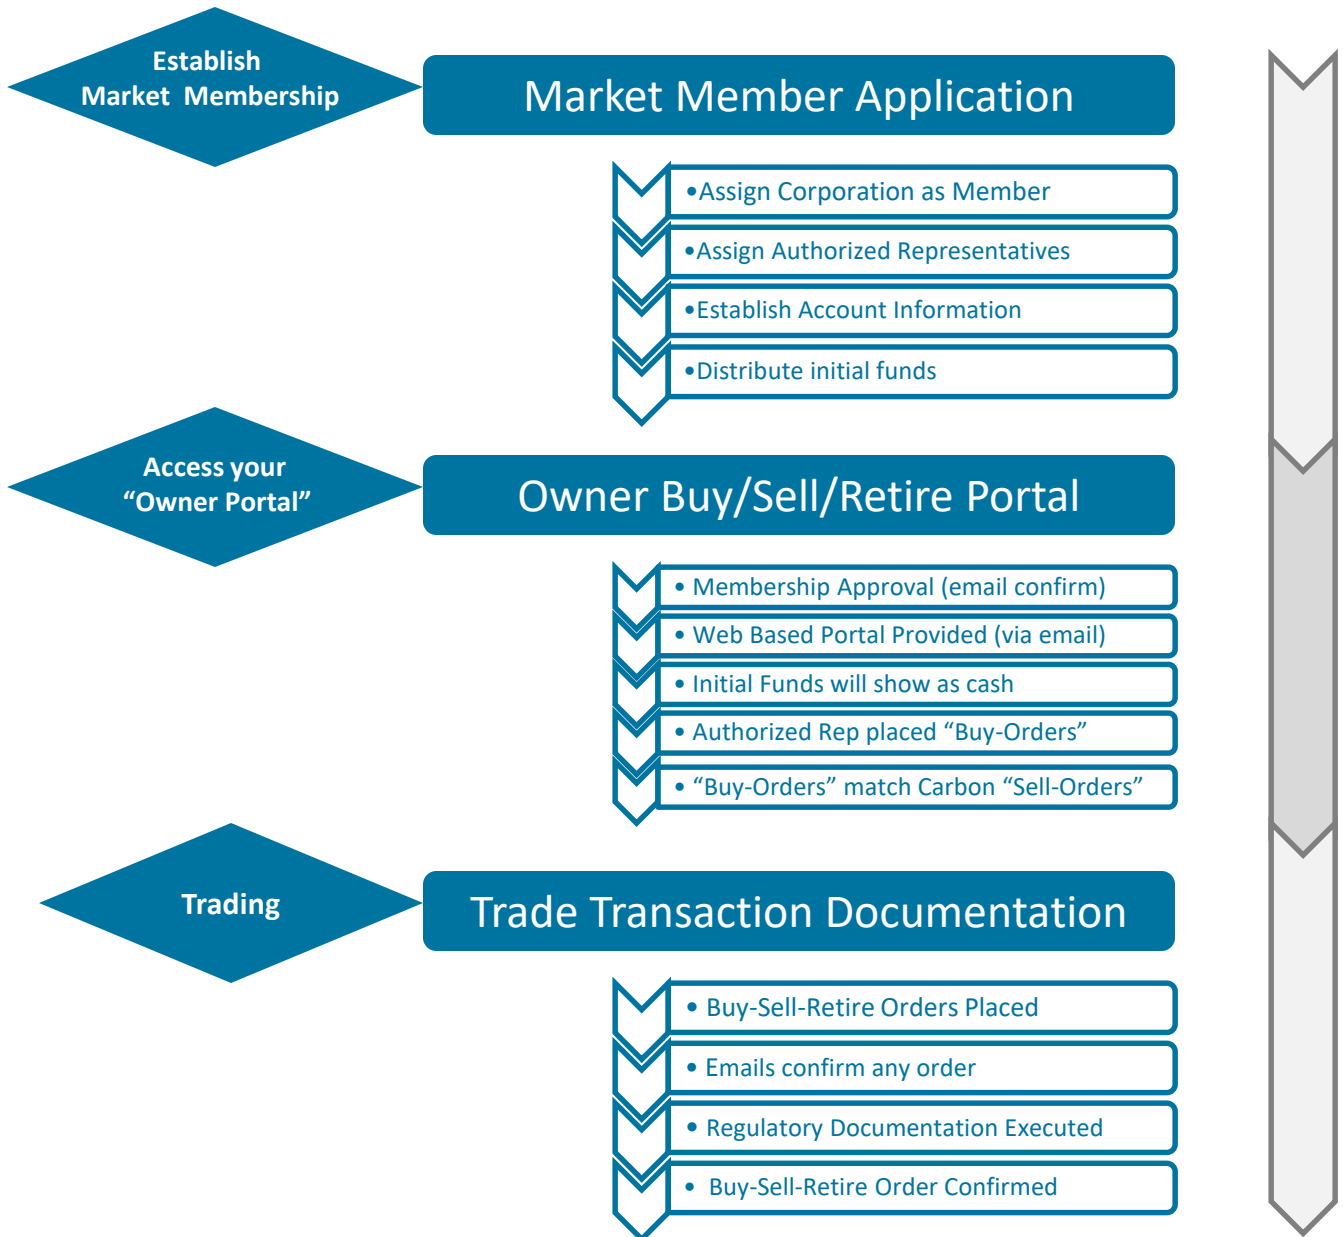 Establish
Market Membership
Market Member Application
•Assign Corporation as Member
•Assign Authorized Representatives
•Establish Account Information
•Distribute initial funds
Access your
“Owner Portal”
Owner Buy/Sell/Retire Portal
• Membership Approval (email confirm)
• Web Based Portal Provided (via email)
• Initial Funds will show as cash
• Authorized Rep placed “Buy-Orders”
• “Buy-Orders” match Carbon “Sell-Orders”
Trading
Trade Transaction Documentation
• Buy-Sell-Retire Orders Placed
• Emails confirm any order
• Regulatory Documentation Executed
• Buy-Sell-Retire Order Confirmed